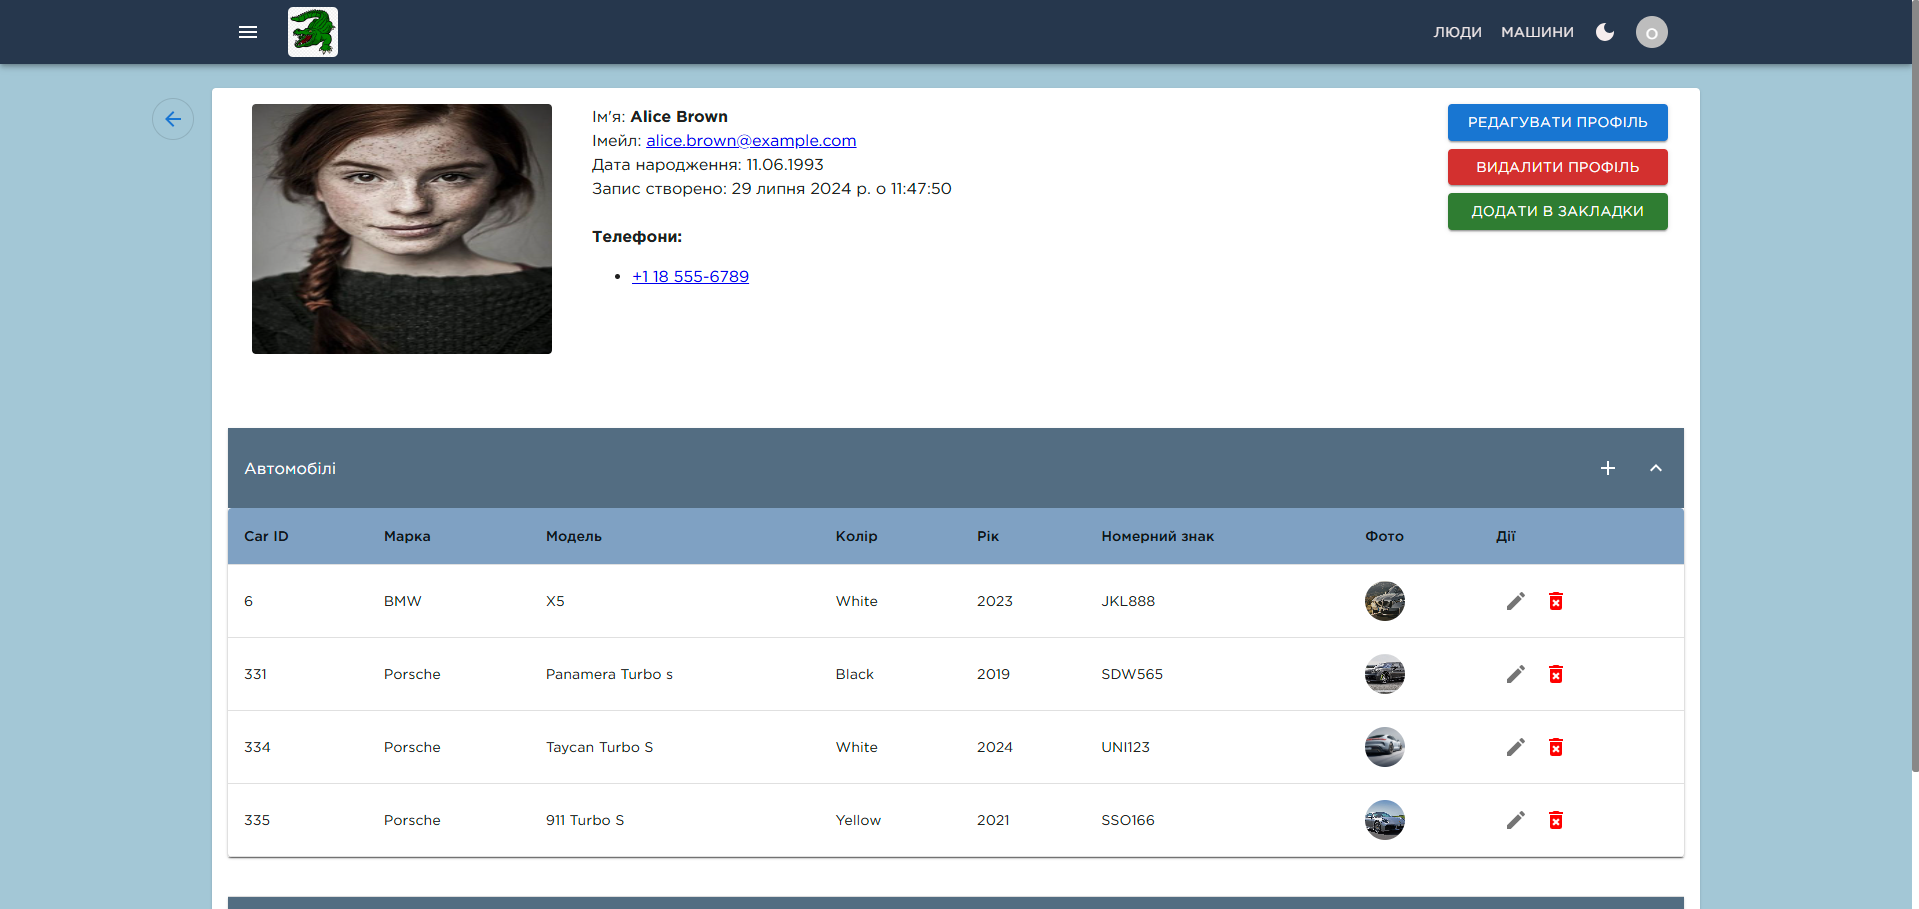 ЛЮДИ МАШИНИ O
Ім'я: Alice Brown
Імейл: alice.brown@example.com
Дата народження: 11.06.1993
Запис створено: 29 липня 2024 р. о 11:47:50
Телефони:
+1 18 555-6789
РЕДАГУВАТИ ПРОФІЛЬ
ВИДАЛИТИ ПРОФІЛЬ
ДОДАТИ В ЗАКЛАДКИ
Автомобілі
Car ID Марка Модель Колір Рік Номерний знак Фото Дії
6 BMW X5 White 2023 JKL888
331 Porsche Panamera Turbo s Black 2019 SDW565
334 Porsche Taycan Turbo S White 2024 UNI123
335 Porsche 911 Turbo S Yellow 2021 SSO166